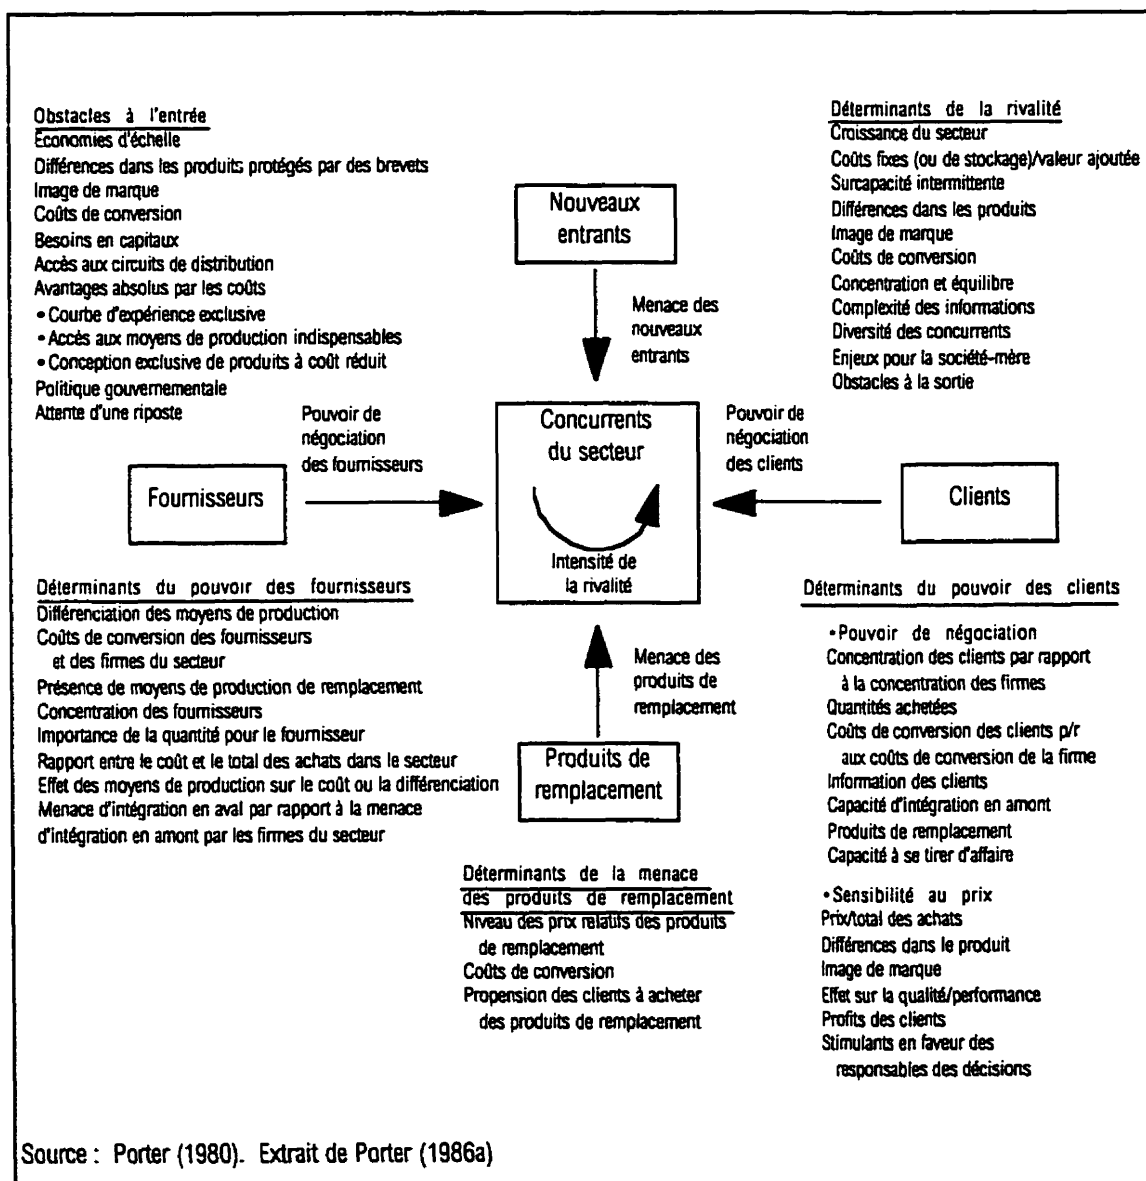 Obstacles à l'entrée
Économies d'échelle
Différences dans les produits protégés par des brevets
Image de marque
Coûts de conversion
Besoins en capitaux
Accès aux circuits de distribution
Avantages absolus par les coûts
• Courbe d'expérience exclusive
• Accès aux moyens de production indispensables
• Conception exclusive de produits à coût réduit
Politique gouvernementale
Attente d'une riposte
Nouveaux
entrants
Menace des
nouveaux
entrants
Déterminants de la rivalité
Croissance du secteur
Coûts fixes (ou de stockage)/valeur ajoutée
Surcapacité intermittente
Différences dans les produits
Image de marque
Coûts de conversion
Concentration et équilibre
Complexité des informations
Diversité des concurrents
Enjeux pour la société-mère
Obstacles à la sortie
Pouvoir de
négociation
des fournisseurs
Fournisseurs
Concurrents
du secteur
Intensité de
la rivalité
Pouvoir de
négociation
des clients
Clients
Déterminants du pouvoir des fournisseurs
Différenciation des moyens de production
Coûts de conversion des fournisseurs
et des firmes du secteur
Présence de moyens de production de remplacement
Concentration des fournisseurs
Importance de la quantité pour le fournisseur
Rapport entre le coût et le total des achats dans le secteur
Effet des moyens de production sur le coût ou la différenciation
Menace d'intégration en aval par rapport à la menace
d'intégration en amont par les firmes du secteur
Menace des
produits de
remplacement
Produits de
remplacement
Déterminants de la menace
des produits de remplacement
Niveau des prix relatifs des produits
de remplacement
Coûts de conversion
Propension des clients à acheter
des produits de remplacement
Déterminants du pouvoir des clients
• Pouvoir de négociation
Concentration des clients par rapport
à la concentration des firmes
Quantités achetées
Coûts de conversion des clients p/r
aux coûts de conversion de la firme
Information des clients
Capacité d'intégration en amont
Produits de remplacement
Capacité à se tirer d'affaire
• Sensibilité au prix
Prix/total des achats
Différences dans le produit
Image de marque
Effet sur la qualité/performance
Profits des clients
Stimulants en faveur des
responsables des décisions
Source : Porter (1980). Extrait de Porter (1986a)